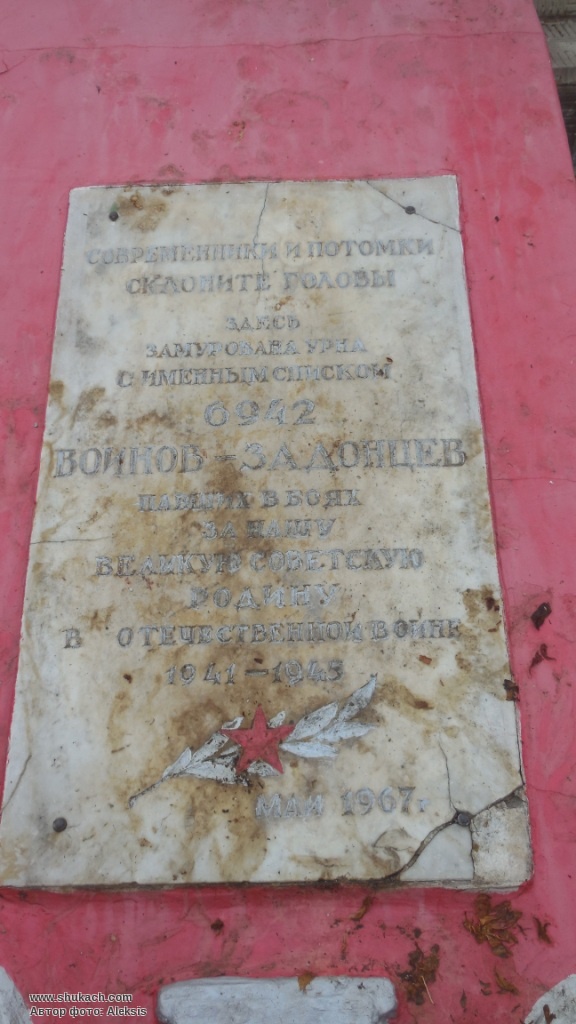 СОВРЕМЕННИКИ И ПОТОМКИ
СКЛОНИТЕ ГОЛОВЫ
ЗДЕСЬ
ЗАМУРОВАНА УРНА
С ИМЕННЫМ СПИСКОМ
6942
ВОИНОВ-ЗАДОНЦЕВ
ПАВШИХ В БОЯХ
ЗА НАШУ
ВЕЛИКУЮ СОВЕТСКУЮ
РОДИНУ
В ОТЕЧЕСТВЕННОЙ ВОЙНЕ
1941-1945
МАЙ 1967г
www.shukach.com
Автор фото: Aleksis